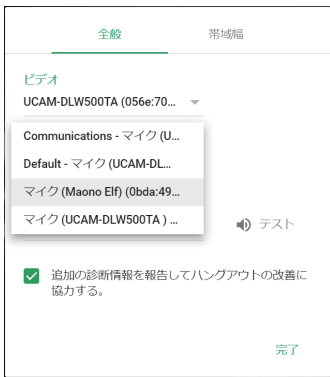 全般 帯域幅
ビデオ
UCAM-DLW500TA (056e:70...
Communications - マイク (U...
Default - マイク (UCAM-DL...
マイク (Maono Elf) (0bda:49...
マイク (UCAM-DLW500TA ) ...
テスト
追加の診断情報を報告してハングアウトの改善に
協力する。
完了